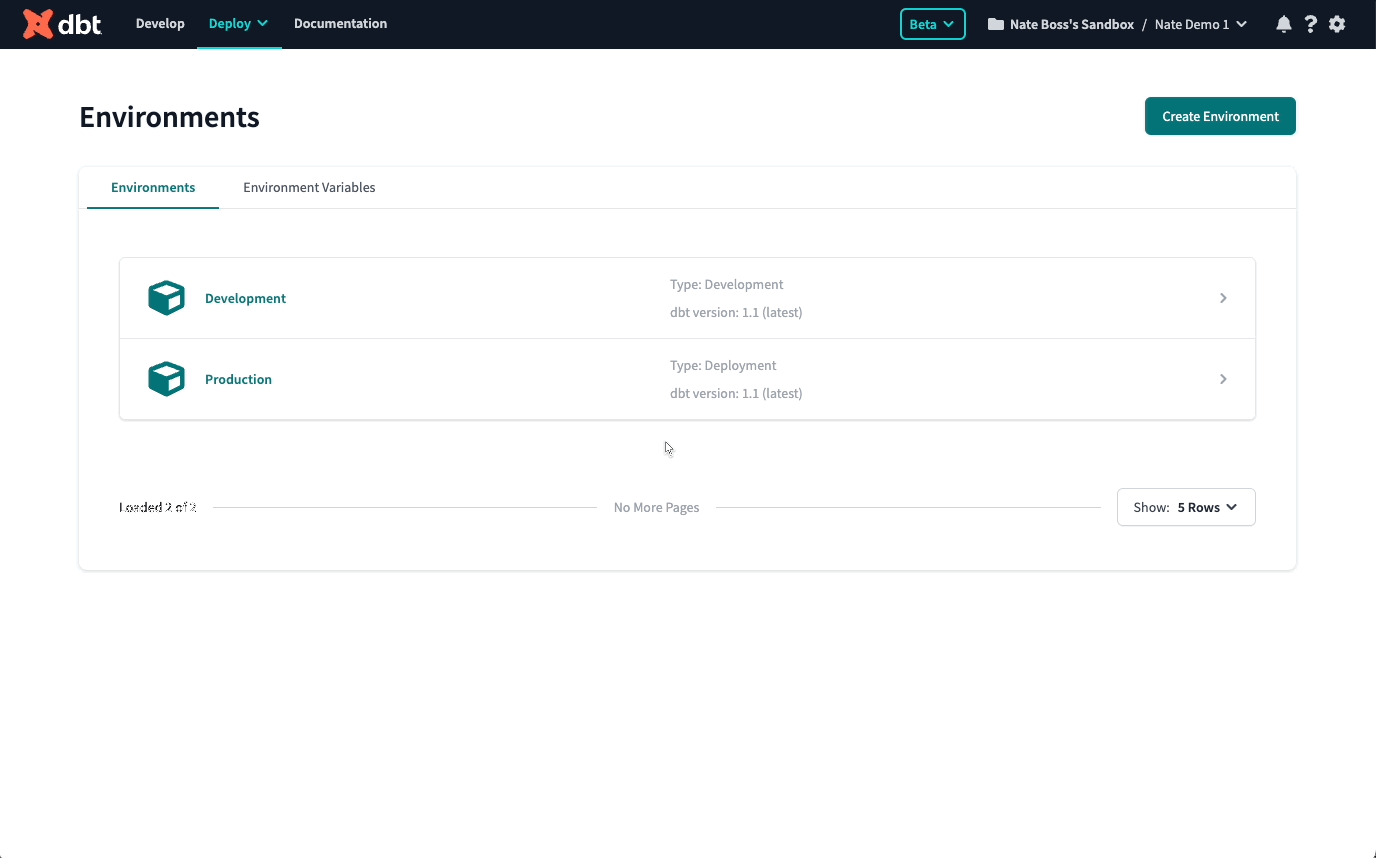 dbt
Develop
Deploy
Documentation
Beta
Nate Boss's Sandbox / Nate Demo 1
Environments
Create Environment
Environments
Environment Variables
Development
Type: Development
dbt version: 1.1 (latest)
Production
Type: Deployment
dbt version: 1.1 (latest)
Loaded 2 of 2
No More Pages
Show: 5 Rows